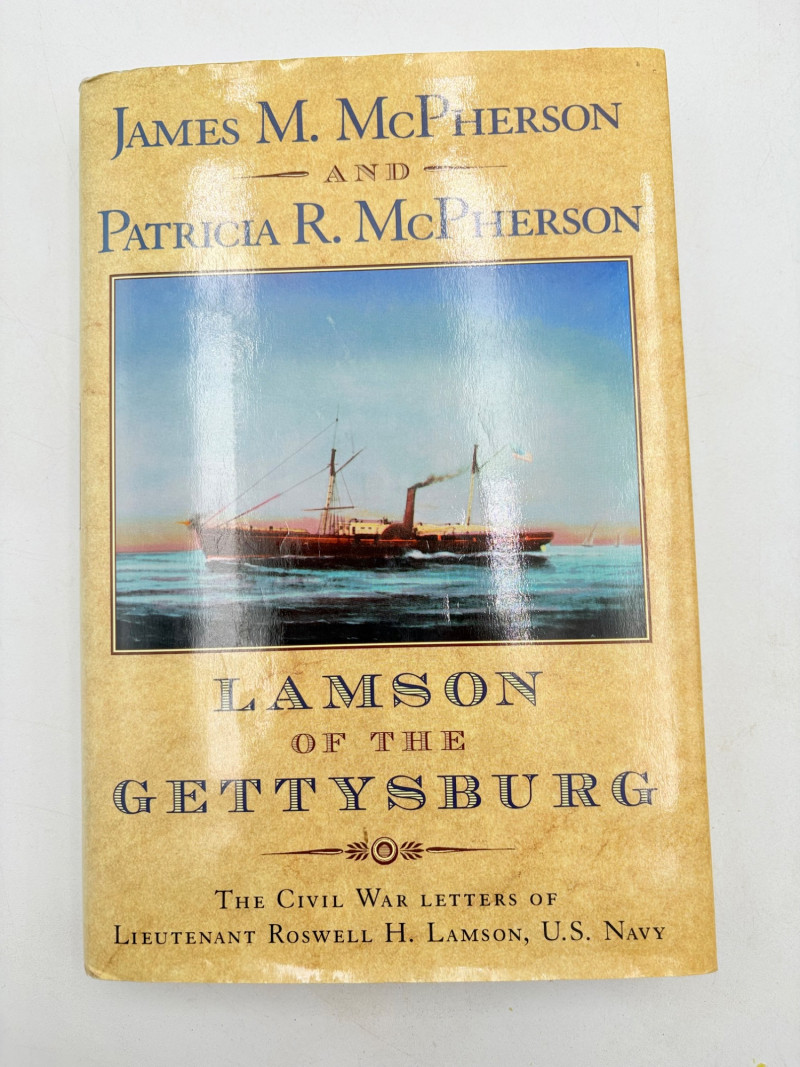 JAMES M. MCPHERSON
AND
PATRICIA R. MCPHERSON
LAMSON
OF THE
GETTYSBURG
THE CIVIL WAR LETTERS OF
LIEUTENANT ROSWELL H. LAMSON, U.S. NAVY